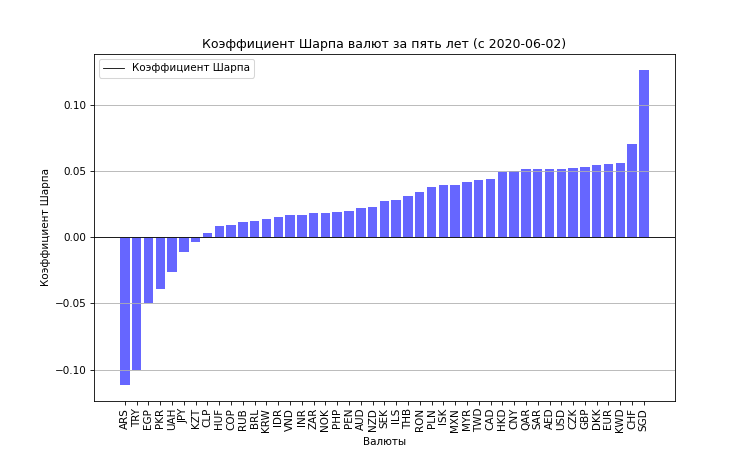 Коэффициент Шарпа валют за пять лет (с 2020-06-02)
Коэффициент Шарпа
Коэффициент Шарпа
0.10
0.05
0.00
−0.05
−0.10
ARS TRY EGP PKR UAH JPY KZT CLP HUF COP RUB BRL KRW IDR VND INR ZAR NOK PHP PEN AUD NZD SEK ILS THB RON PLN ISK MXN MYR TWD CAD HKD CNY QAR SAR AED USD CZK GBP DKK EUR KWD CHF SGD
Валюты